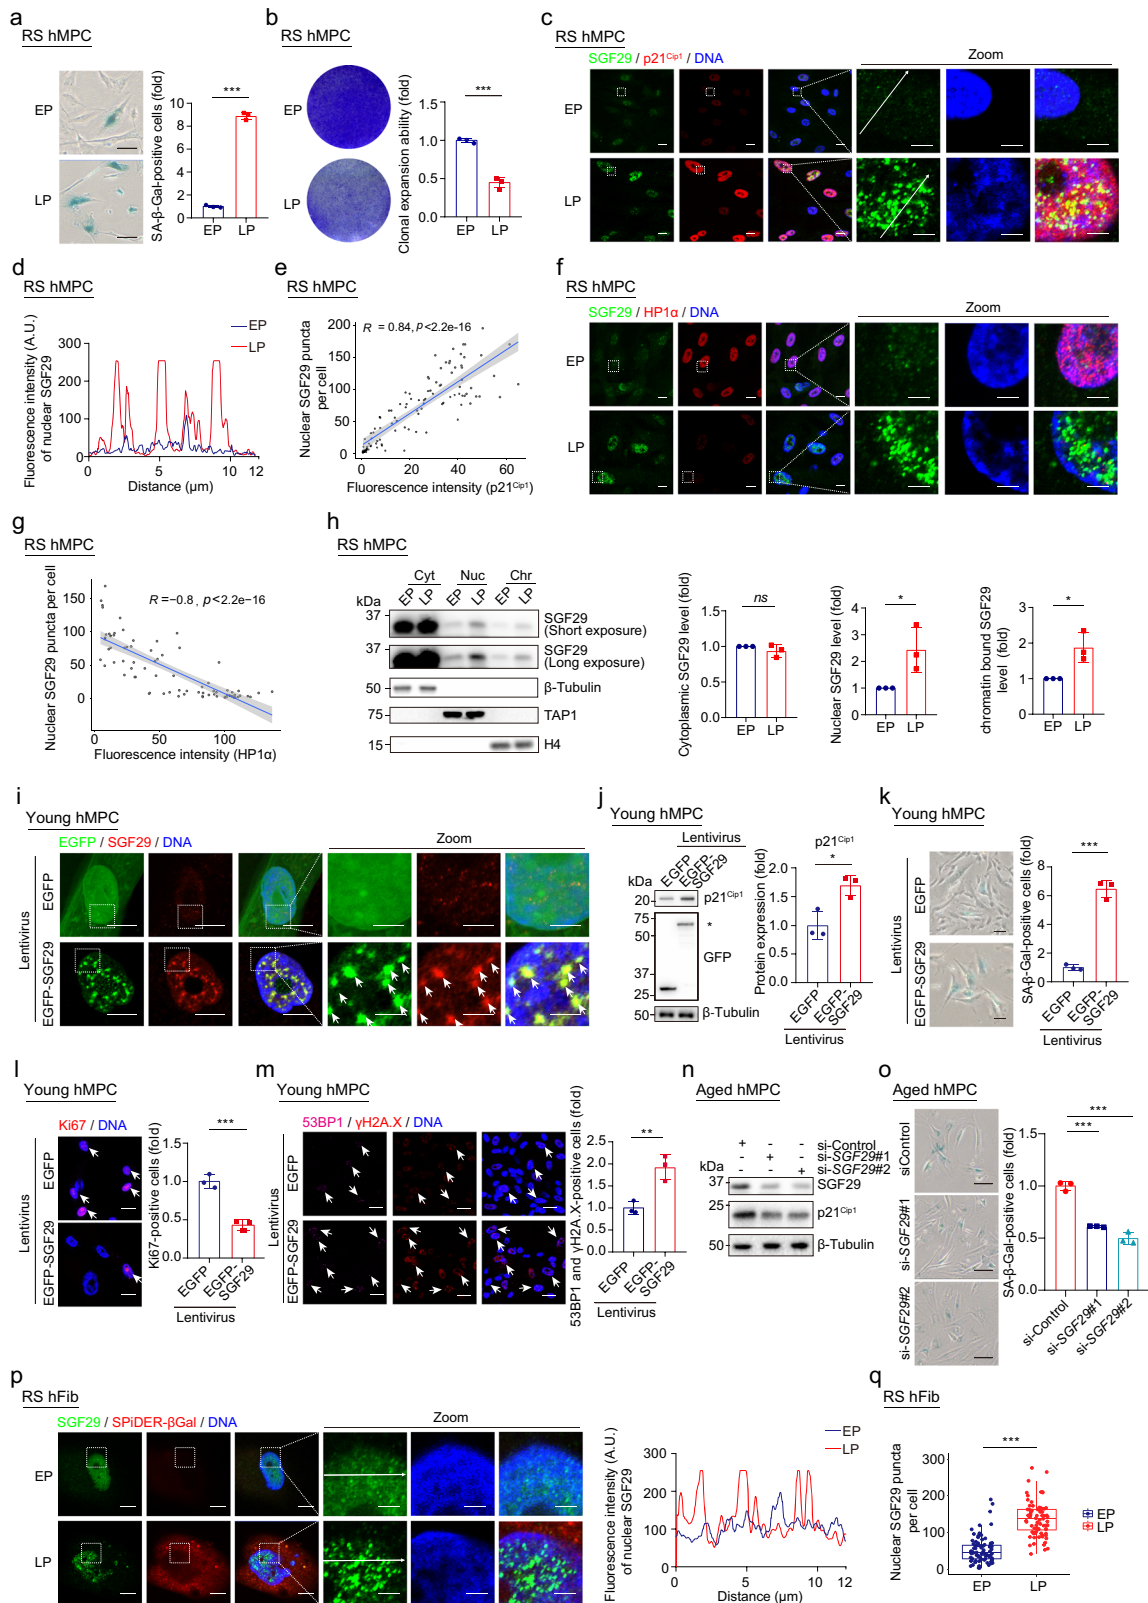 a
RS hMPC
EP
LP
SA-β-Gal-positive cells (fold)
10
8
6
4
2
0
***
EP LP
b
RS hMPC
EP
LP
Clonal expansion ability (fold)
1.5
1.0
0.5
0.0
***
EP LP
c
RS hMPC
SGF29 / p21Cip1 / DNA
Zoom
EP
LP
d
RS hMPC
Fluorescence intensity (A.U.)
of nuclear SGF29
300
200
100
0
EP
LP
0 5 10 12
Distance (μm)
e
RS hMPC
Nuclear SGF29 puncta
per cell
200
150
100
50
0
R = 0.84, p<2.2e-16
0 20 40 60
Fluorescence intensity (p21Cip1)
f
RS hMPC
SGF29 / HP1α / DNA
Zoom
EP
LP
g
RS hMPC
Nuclear SGF29 puncta per cell
150
100
50
0
R =−0.8 , p<2.2e−16
0 50 100
Fluorescence intensity (HP1α)
h
RS hMPC
Cyt Nuc Chr
kDa EP LP EP LP EP LP
37 SGF29
(Short exposure)
37 SGF29
(Long exposure)
50 β-Tubulin
75 TAP1
15 H4
Cytoplasmic SGF29 level (fold)
1.5
1.0
0.5
0.0
ns
EP LP
Nuclear SGF29 level (fold)
4
3
2
1
0
*
EP LP
chromatin bound SGF29
level (fold)
3
2
1
0
*
EP LP
i
Young hMPC
EGFP / SGF29 / DNA
Zoom
Lentivirus
EGFP
EGFP-SGF29
j
Young hMPC
Lentivirus
kDa EGFP EGFP-
SGF29
20 p21Cip1
75
50
*
GFP
37
25
50 β-Tubulin
p21Cip1
Protein expression (fold)
2.0
1.5
1.0
0.5
0.0
*
EGFP EGFP-
SGF29
Lentivirus
k
Young hMPC
Lentivirus
EGFP
EGFP-SGF29
SA-β-Gal-positive cells (fold)
8
6
4
2
0
***
EGFP EGFP-
SGF29
Lentivirus
l
Young hMPC
Ki67 / DNA
Lentivirus
EGFP
EGFP-SGF29
Ki67-positive cells (fold)
1.5
1.0
0.5
0.0
***
EGFP EGFP-
SGF29
Lentivirus
m
Young hMPC
53BP1 / γH2A.X / DNA
Lentivirus
EGFP
EGFP-SGF29
53BP1 and γH2A.X-positive cells (fold)
2.5
2.0
1.5
1.0
0.5
0.0
**
EGFP EGFP-
SGF29
Lentivirus
n
Aged hMPC
+ - - si-Control
- + - si-SGF29#1
- - + si-SGF29#2
kDa
37 SGF29
25 p21Cip1
50 β-Tubulin
o
Aged hMPC
siControl
si-SGF29#1
si-SGF29#2
SA-β-Gal-positive cells (fold)
1.5
1.0
0.5
0.0
***
***
si-Control
si-SGF29#1
si-SGF29#2
p
RS hFib
SGF29 / SPiDER-βGal / DNA
Zoom
EP
LP
Fluorescence intensity (A.U.)
of nuclear SGF29
300
200
100
0
EP
LP
0 5 10 12
Distance (μm)
q
RS hFib
Nuclear SGF29 puncta
per cell
300
200
100
0
***
EP LP
EP
LP